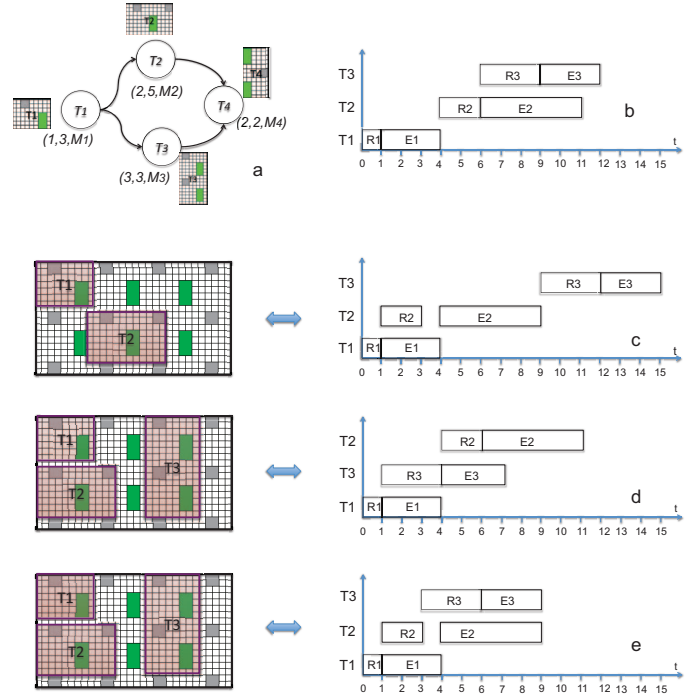 T2
T2
(2,5,M2)
T1
T1
(1,3,M1)
T4
T4
(2,2,M4)
T3
(3,3,M3)
T3
a
T3
T2
T1
R3 E3
R2 E2
R1 E1
0 1 2 3 4 5 6 7 8 9 10 11 12 13 14 15
t
b
T1
T2
T3
T2
T1
R3 E3
R2 E2
R1 E1
0 1 2 3 4 5 6 7 8 9 10 11 12 13 14 15
t
c
T1
T2
T3
T2
T3
T1
R2 E2
R3 E3
R1 E1
0 1 2 3 4 5 6 7 8 9 10 11 12 13 14 15
t
d
T1
T2
T3
T3
T2
T1
R3 E3
R2 E2
R1 E1
0 1 2 3 4 5 6 7 8 9 10 11 12 13 14 15
t
e